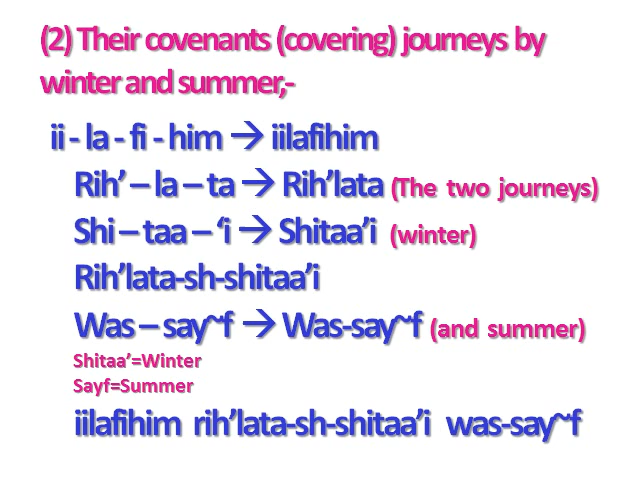 (2) Their covenants (covering) journeys by
winter and summer,-
ii - la - fi - him → iilafihim
Rih’ – la – ta → Rih’lata (The two journeys)
Shi – taa – ‘i → Shitaa’i (winter)
Rih’lata-sh-shitaa’i
Was – say~f → Was-say~f (and summer)
Shitaa’=Winter
Sayf=Summer
iilafihim rih’lata-sh-shitaa’i was-say~f